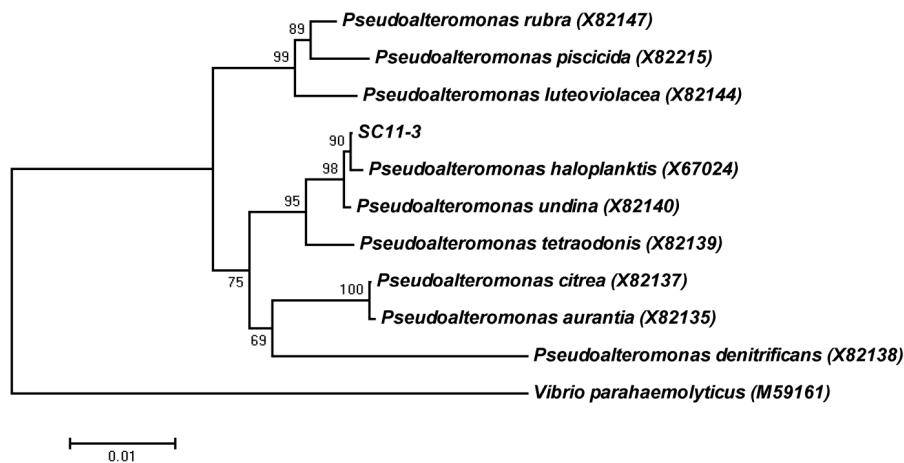 89
Pseudoalteromonas rubra (X82147)
99
Pseudoalteromonas piscicida (X82215)
Pseudoalteromonas luteoviolacea (X82144)
SC11-3
90
Pseudoalteromonas haloplanktis (X67024)
98
95
Pseudoalteromonas undina (X82140)
Pseudoalteromonas tetraodonis (X82139)
75
Pseudoalteromonas citrea (X82137)
100
Pseudoalteromonas aurantia (X82135)
69
Pseudoalteromonas denitrificans (X82138)
Vibrio parahaemolyticus (M59161)
0.01